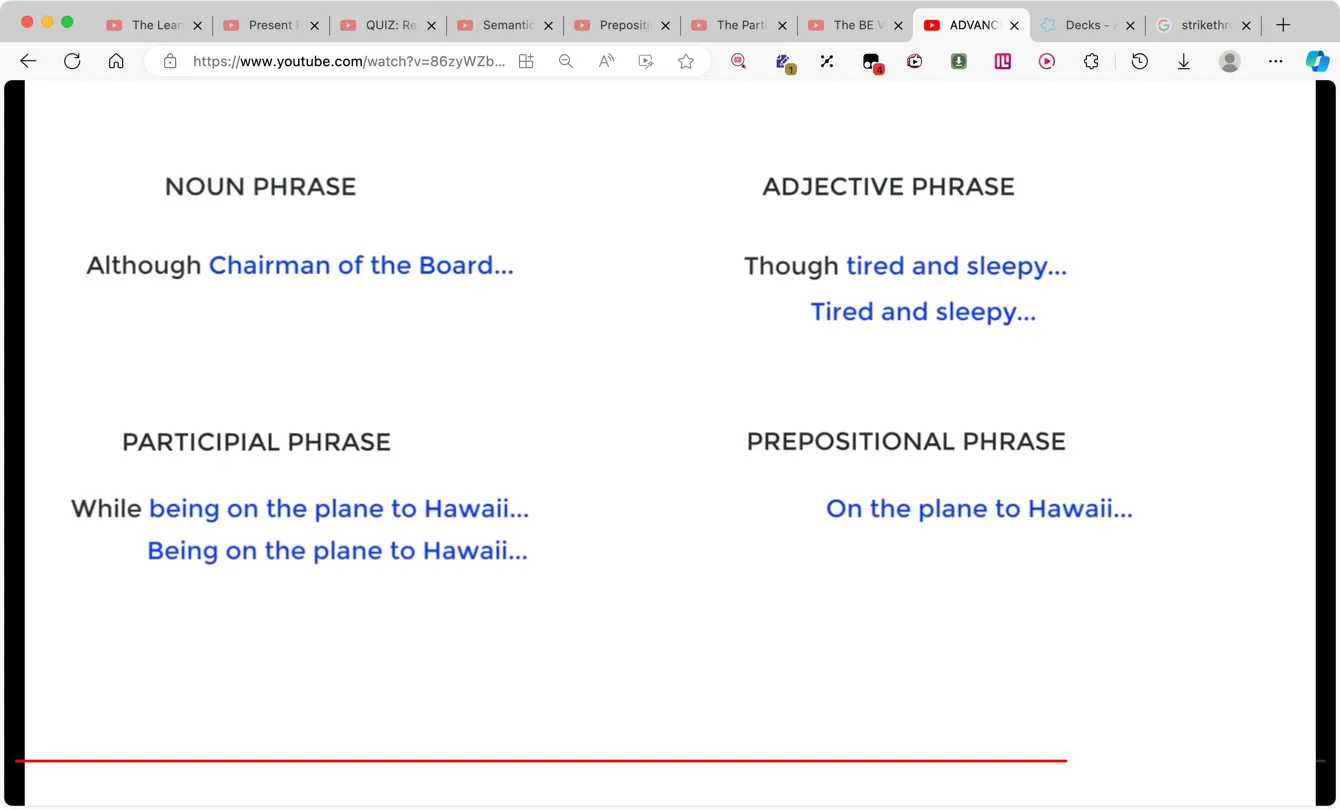 The Lear
Present
QUIZ: Re
Semantic
Preposit
The Parti
The BE V
ADVANC
Decks -
strikethr
https://www.youtube.com/watch?v=86zyWZb...
1
4
NOUN PHRASE
Although Chairman of the Board...
ADJECTIVE PHRASE
Though tired and sleepy...
Tired and sleepy...
PARTICIPIAL PHRASE
While being on the plane to Hawaii...
Being on the plane to Hawaii...
PREPOSITIONAL PHRASE
On the plane to Hawaii...